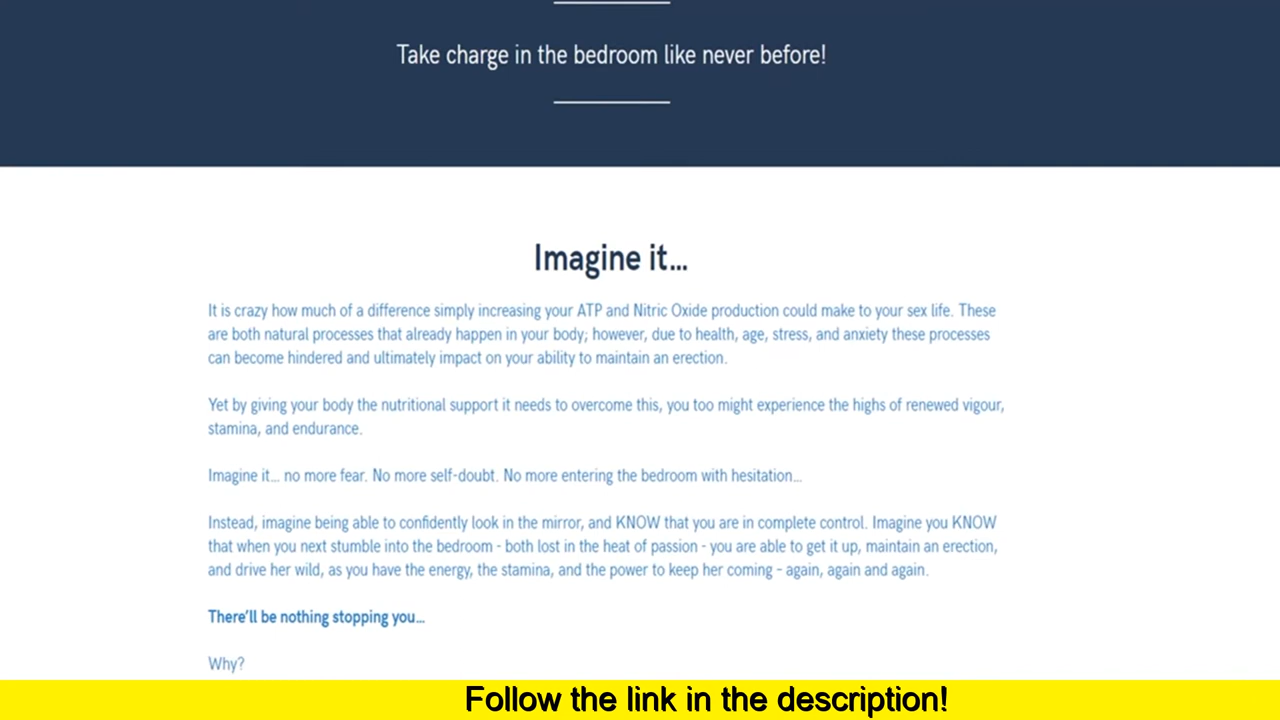 Take charge in the bedroom like never before!
Imagine it...
It is crazy how much of a difference simply increasing your ATP and Nitric Oxide production could make to your sex life. These
are both natural processes that already happen in your body; however, due to health, age, stress, and anxiety these processes
can become hindered and ultimately impact on your ability to maintain an erection.
Yet by giving your body the nutritional support it needs to overcome this, you too might experience the highs of renewed vigour,
stamina, and endurance.
Imagine it... no more fear. No more self-doubt. No more entering the bedroom with hesitation...
Instead, imagine being able to confidently look in the mirror, and KNOW that you are in complete control. Imagine you KNOW
that when you next stumble into the bedroom - both lost in the heat of passion - you are able to get it up, maintain an erection,
and drive her wild, as you have the energy, the stamina, and the power to keep her coming – again, again and again.
There'll be nothing stopping you...
Why?
Follow the link in the description!